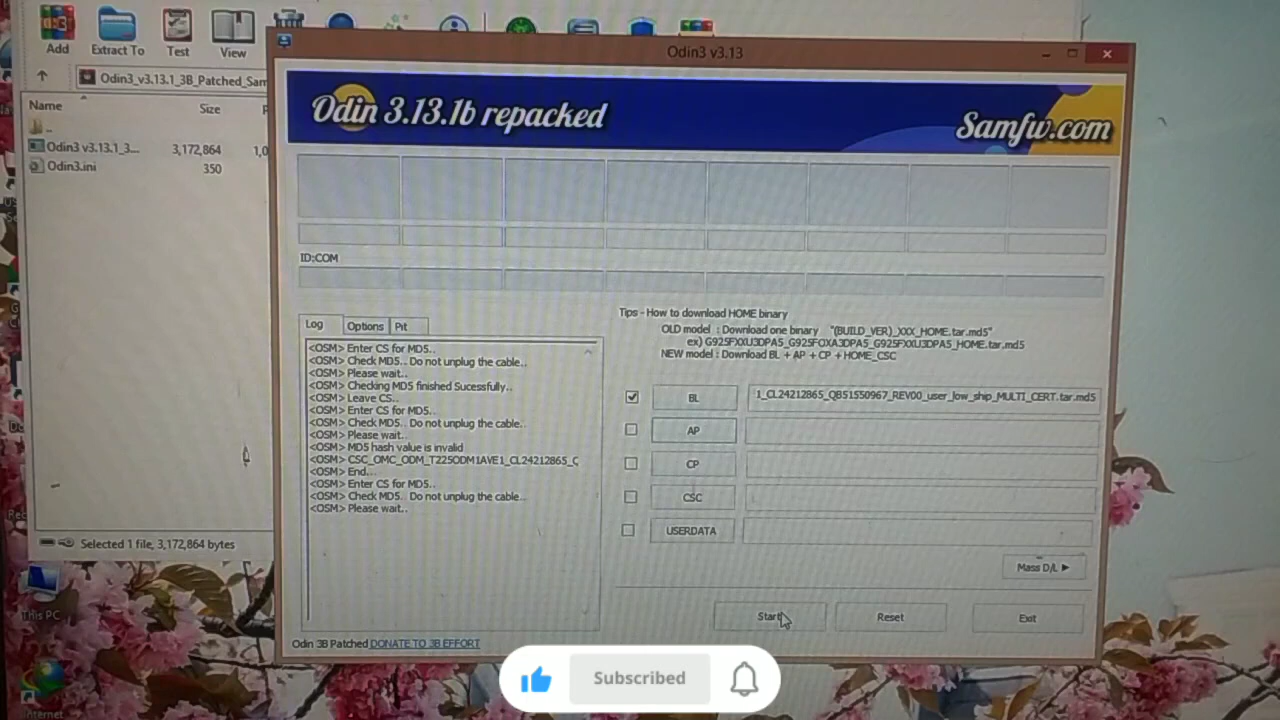 Add
Extract To
Test
View
Odin3_v3.13.1_3B_Patched_Sam
Name
Size
..
Odin3 v3.13.1_3...
3,172,864
1,0
Odin3.ini
350
Selected 1 file, 3,172,864 bytes
This PC
Internet
Odin3 v3.13
Odin 3.13.1b repacked
Samfw.com
ID:COM
Log
Options
Pit
<OSM> Enter CS for MD5..
<OSM> Check MD5.. Do not unplug the cable..
<OSM> Please wait..
<OSM> Checking MD5 finished Sucessfully..
<OSM> Leave CS..
<OSM> Enter CS for MD5..
<OSM> Check MD5.. Do not unplug the cable..
<OSM> Please wait..
<OSM> MD5 hash value is invalid
<OSM> CSC_OMC_ODM_T225ODM1AVE1_CL24212865_Q
<OSM> End...
<OSM> Enter CS for MD5..
<OSM> Check MD5.. Do not unplug the cable..
<OSM> Please wait..
Tips - How to download HOME binary
OLD model : Download one binary "(BUILD_VER)_XXX_HOME.tar.md5"
ex) G925FXXU3DPA5_G925FOXA3DPA5_G925FXXU3DPA5_HOME.tar.md5
NEW model : Download BL + AP + CP + HOME_CSC
BL
1_CL24212865_QB51550967_REV00_user_low_ship_MULTI_CERT.tar.md5
AP
CP
CSC
USERDATA
Mass D/L
Start
Reset
Exit
Odin 3B Patched DONATE TO 3B EFFORT
Subscribed